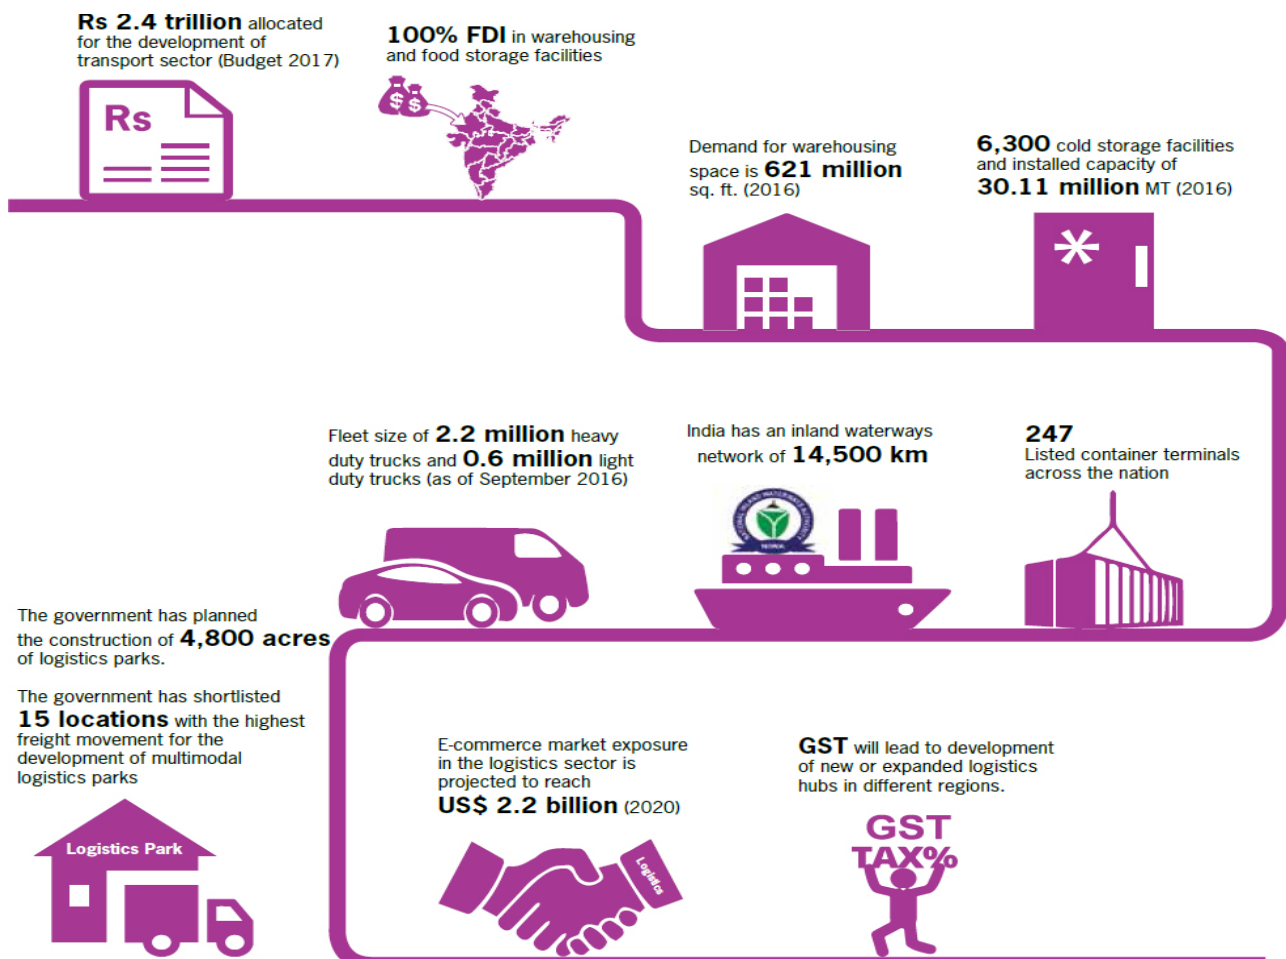 Rs 2.4 trillion allocated
for the development of
transport sector (Budget 2017)
Rs
100% FDI in warehousing
and food storage facilities
$ $
Demand for warehousing
space is 621 million
sq. ft. (2016)
6,300 cold storage facilities
and installed capacity of
30.11 million MT (2016)
*
Fleet size of 2.2 million heavy
duty trucks and 0.6 million light
duty trucks (as of September 2016)
India has an inland waterways
network of 14,500 km
247
Listed container terminals
across the nation
The government has planned
the construction of 4,800 acres
of logistics parks.
The government has shortlisted
15 locations with the highest
freight movement for the
development of multimodal
logistics parks
Logistics Park
E-commerce market exposure
in the logistics sector is
projected to reach
US$ 2.2 billion (2020)
Logistics
GST will lead to development
of new or expanded logistics
hubs in different regions.
GST
TAX%